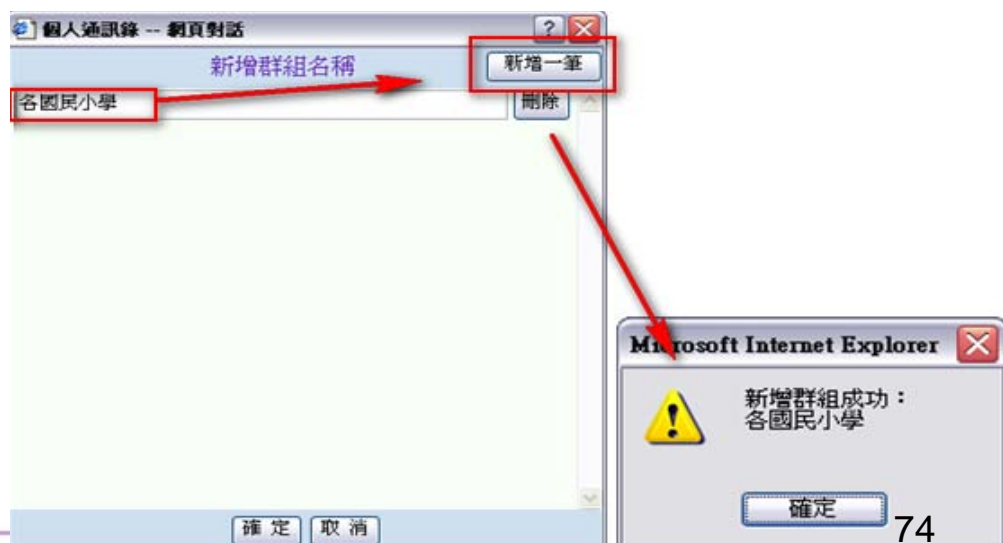 個人通訊錄 -- 網頁對話
新增群組名稱
新增一筆
各國民小學
刪除
Microsoft Internet Explorer
新增群組成功：
各國民小學
確定
確 定
取 消
74